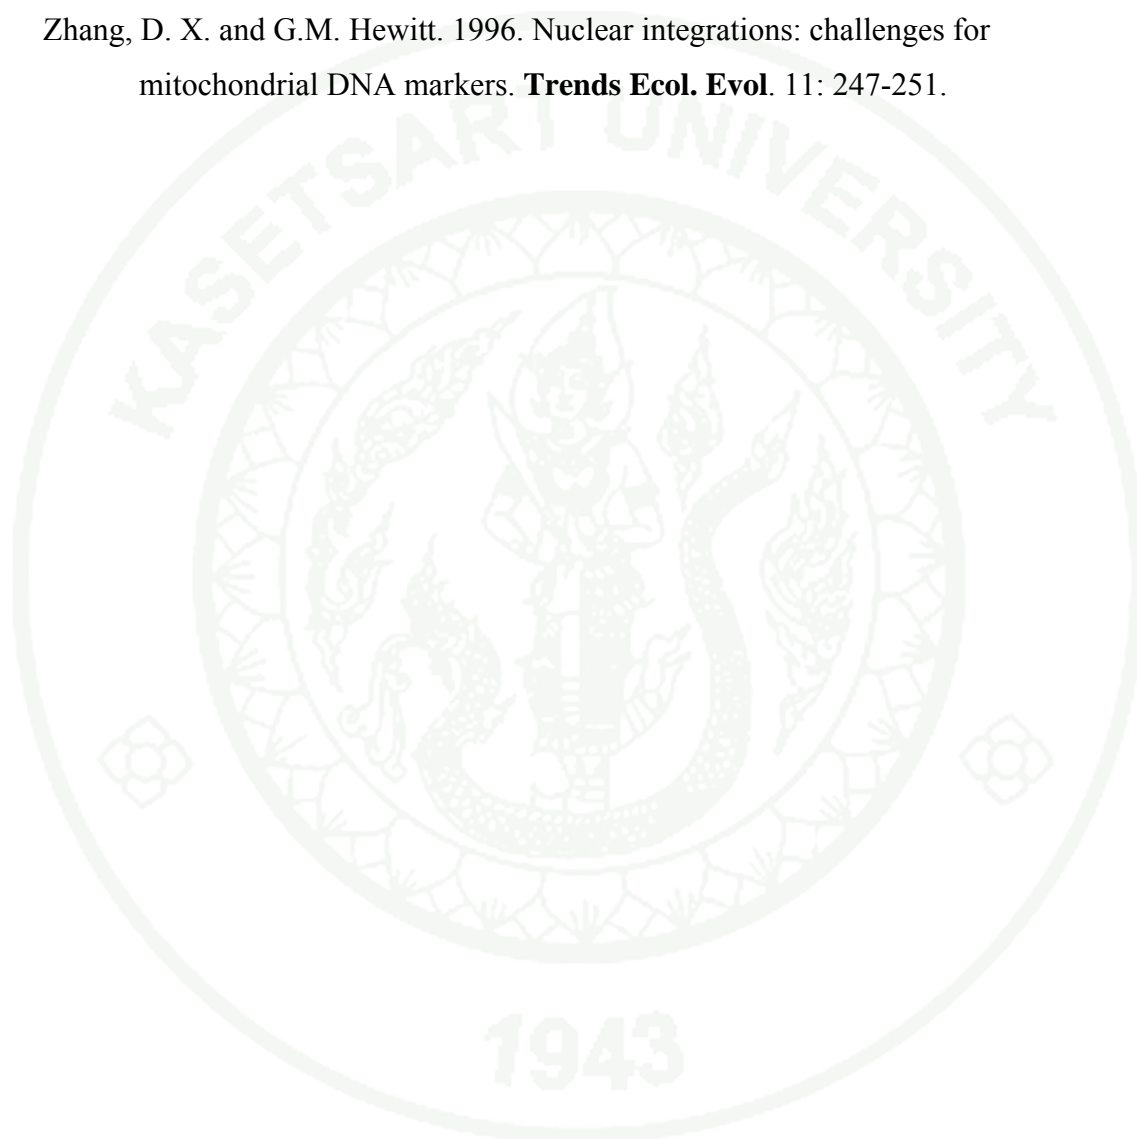 Zhang, D. X. and G.M. Hewitt. 1996. Nuclear integrations: challenges for
mitochondrial DNA markers. Trends Ecol. Evol. 11: 247-251.
KASETSART UNIVERSITY
1943